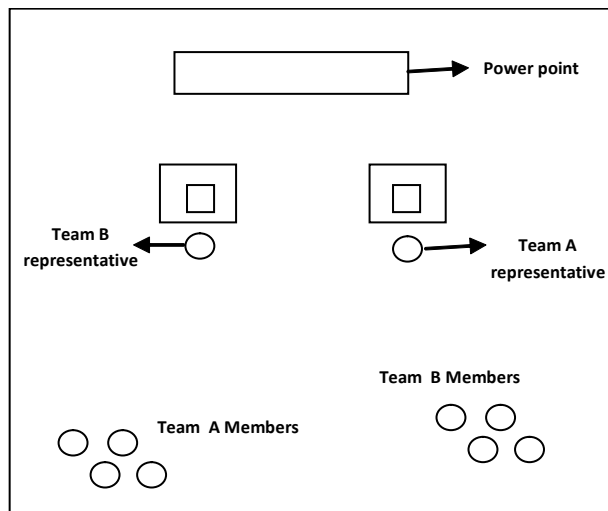 Power point
Team B
representative
Team A
representative
Team B Members
Team A Members